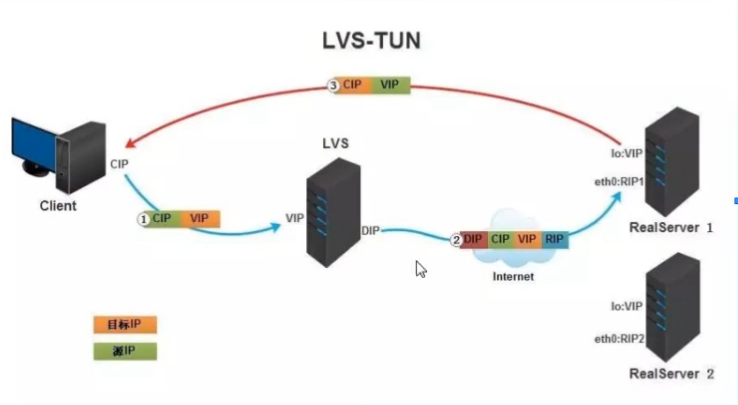 LVS-TUN
③ CIP VIP
LVS
CIP
lo:VIP
eth0:RIP1
Client
① CIP VIP
VIP
DIP
② DIP CIP VIP RIP
RealServer 1
Internet
lo:VIP
目标IP
eth0:RIP2
源IP
RealServer 2